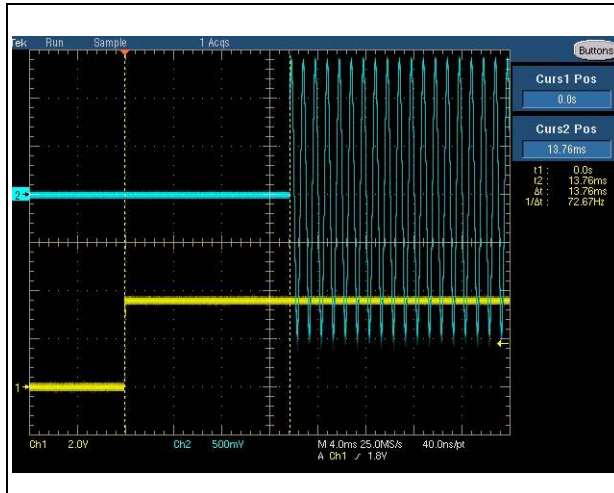 Tek Run Sample 1 Acqs
Buttons
Curs1 Pos
0.0s
Curs2 Pos
13.76ms
t1 : 0.0s
t2 : 13.76ms
Δt : 13.76ms
1/Δt : 72.67Hz
2
1
Ch1 2.0V Ch2 500mV M 4.0ms 25.0MS/s 40.0ns/pt
A Ch1 ∕ 1.8V